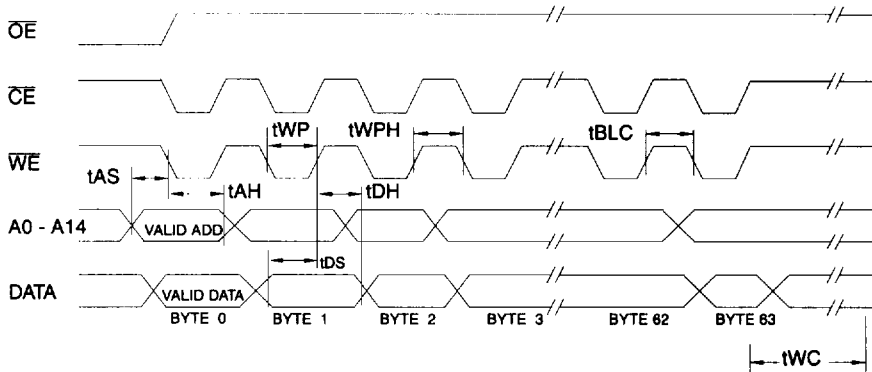 OE
CE
tWP tWPH tBLC
WE
tAS tAH tDH
A0 - A14 VALID ADD
tDS
DATA VALID DATA
BYTE 0 BYTE 1 BYTE 2 BYTE 3 BYTE 62 BYTE 63
tWC